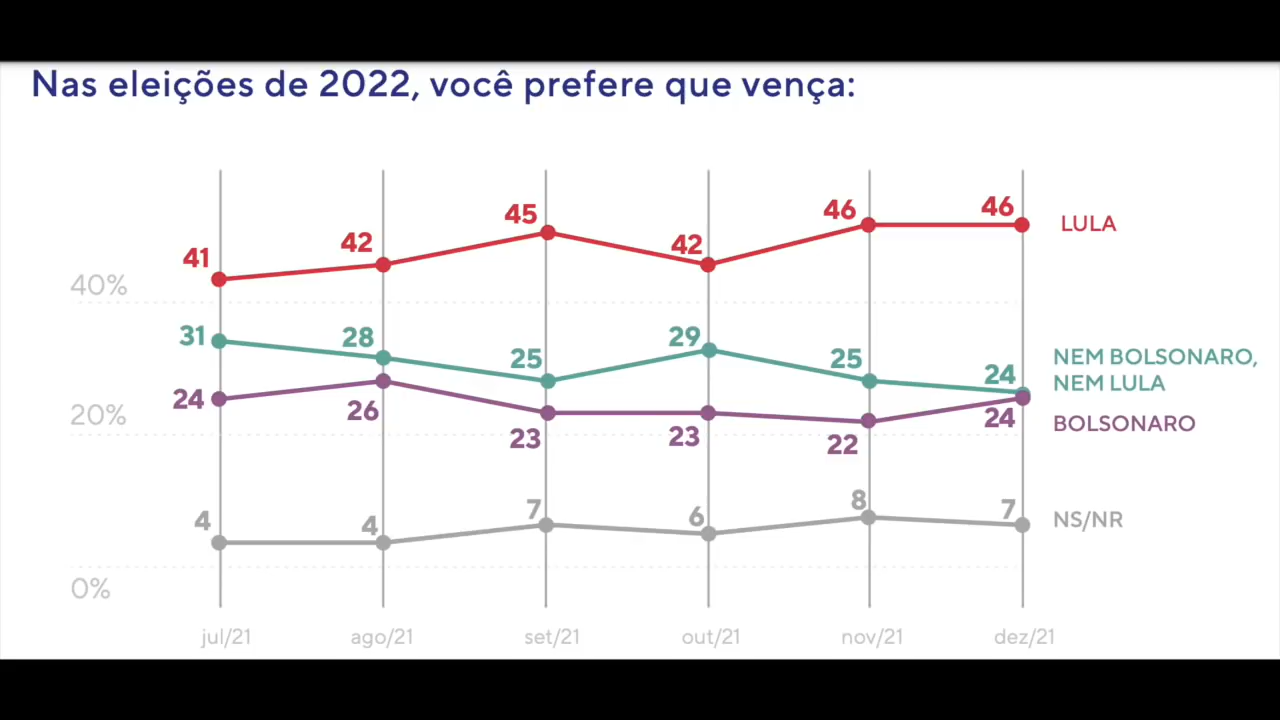 Nas eleições de 2022, você prefere que vença:
41 42 45 42 46 46 LULA
40%
31 28 25 29 25 24 NEM BOLSONARO,
NEM LULA
24 26 23 23 22 24 BOLSONARO
20%
4 4 7 6 8 7 NS/NR
0%
jul/21 ago/21 set/21 out/21 nov/21 dez/21